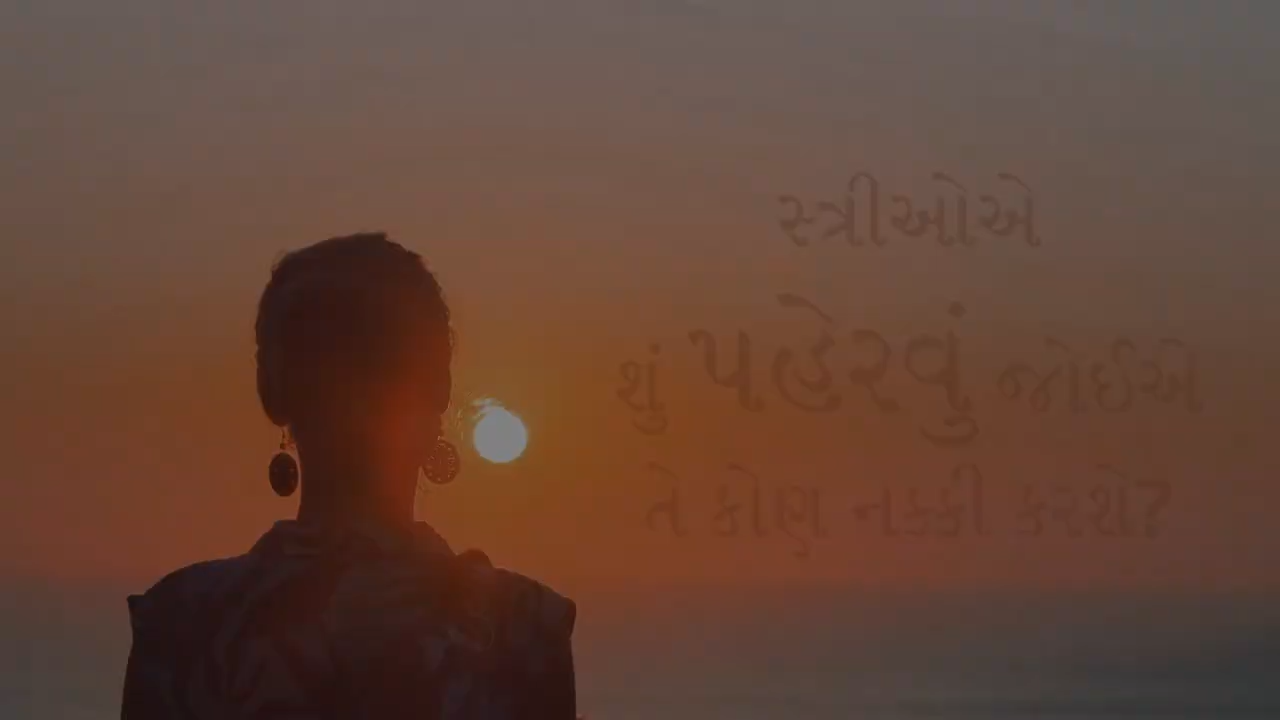 સ્ત્રીઓએ
શું પહેરવું જોઈએ
તે કોણ નક્કી કરશે?